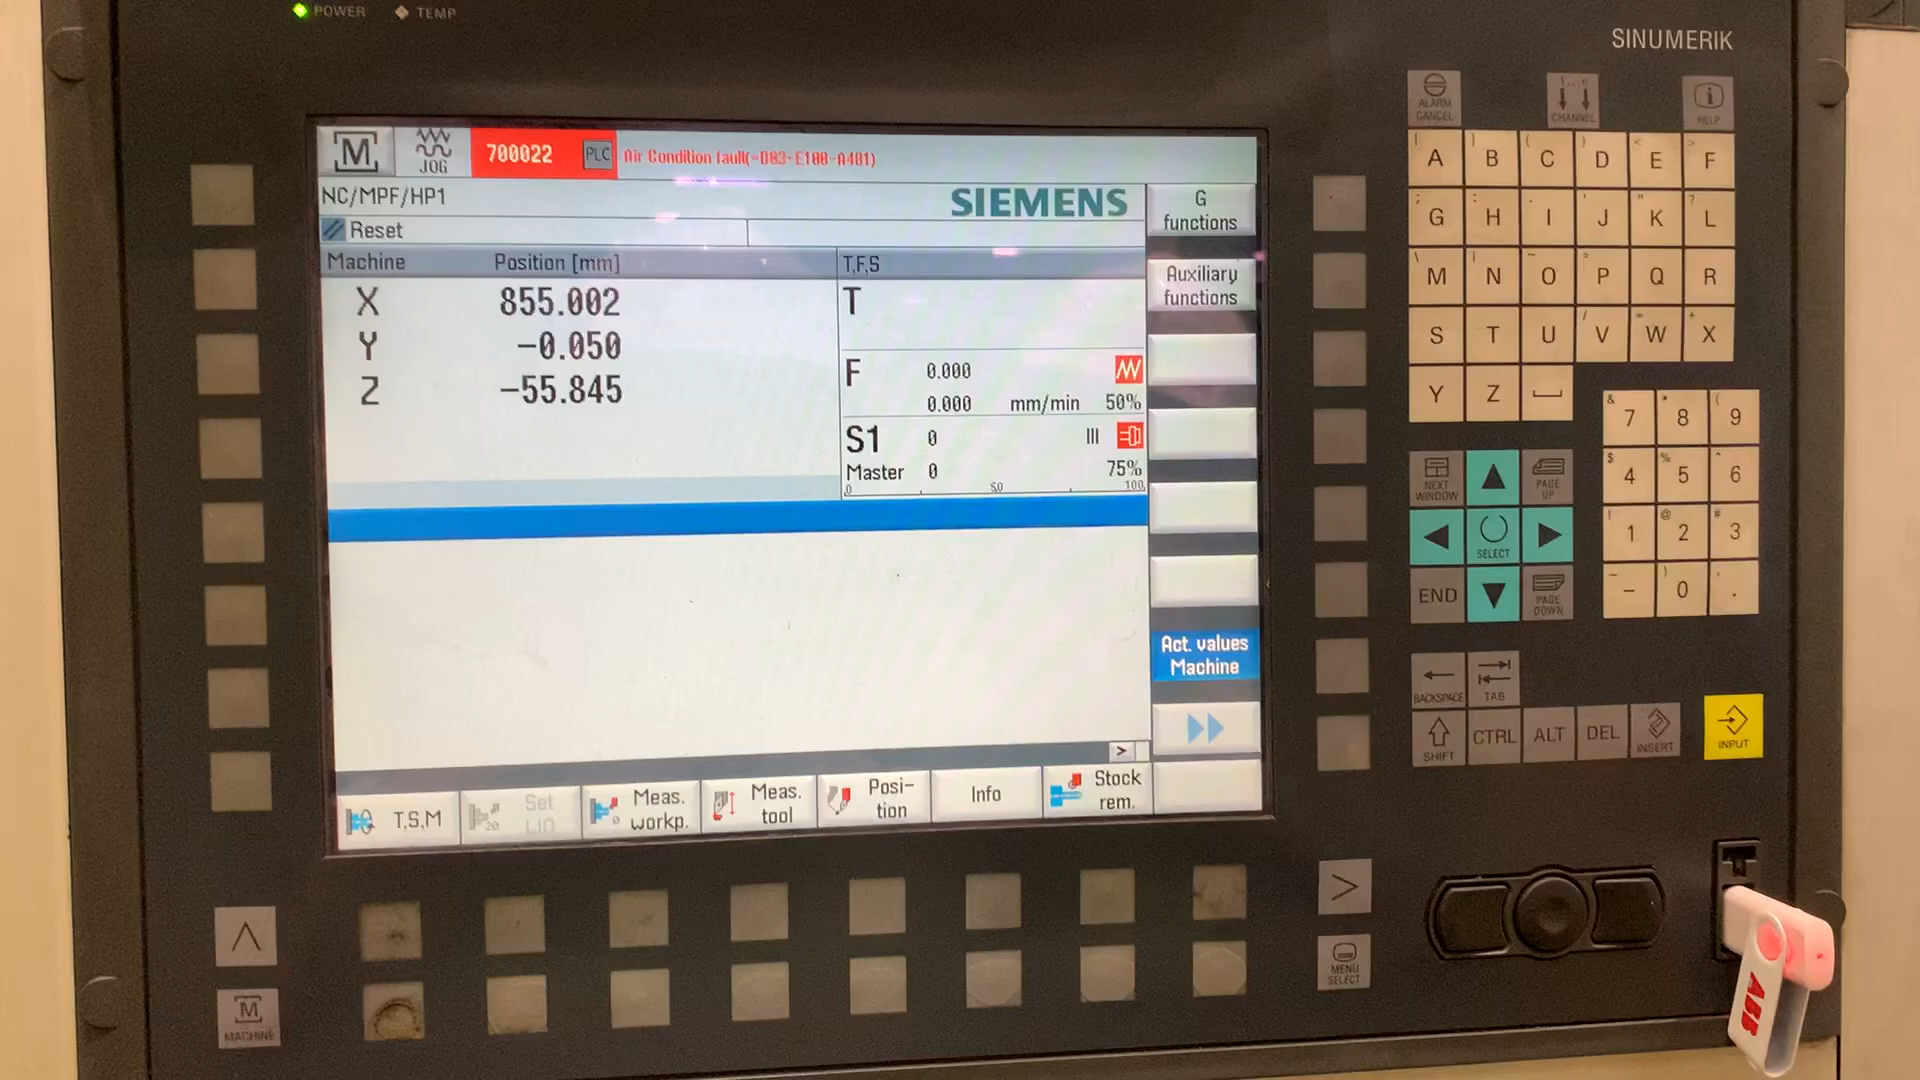 POWER
TEMP
SINUMERIK
M
JOG
700022
PLC
Air Condition fault(=D03+E100-A401)
NC/MPF/HP1
SIEMENS
Reset
Machine
Position [mm]
T,F,S
X 855.002
Y -0.050
Z -55.845
T
F 0.000
0.000 mm/min 50%
S1 0 III
Master 0 75%
0 50 100
G functions
Auxiliary functions
Act. values Machine
>
T,S,M
Set
Meas. workp.
Meas. tool
Posi-
tion
Info
Stock rem.
ALARM CANCEL
CHANNEL
HELP
A B C D E F
G H I J K L
M N O P Q R
S T U V W X
Y Z
7 8 9
4 5 6
1 2 3
- 0 .
NEXT WINDOW
PAGE UP
SELECT
END
PAGE DOWN
BACKSPACE
TAB
SHIFT
CTRL
ALT
DEL
INSERT
INPUT
MENU SELECT
M
MACHINE
ABB